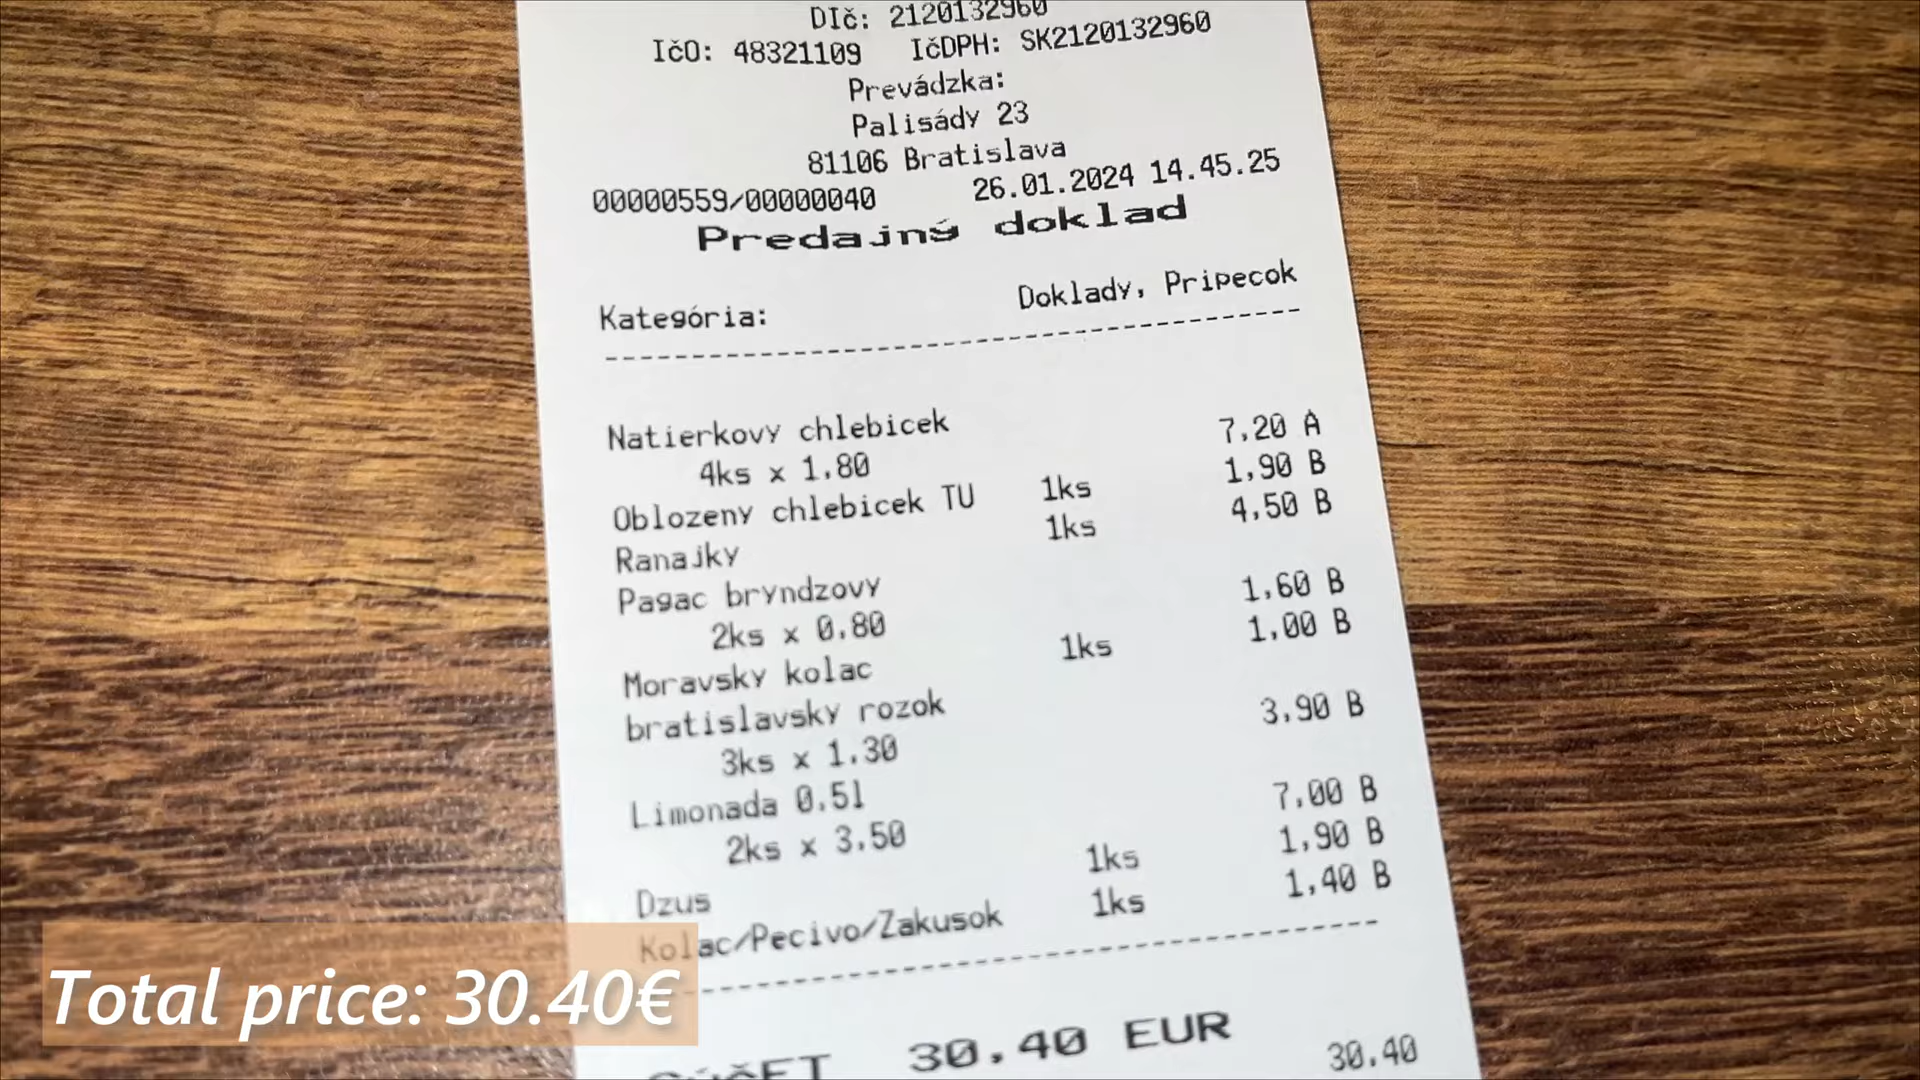 DIč: 2120132960
IčO: 48321109 IčDPH: SK2120132960
Prevádzka:
Palisády 23
81106 Bratislava
00000559/00000040 26.01.2024 14.45.25
Predajný doklad
Kategória: Doklady, Pripecok
Natierkovy chlebicek 7,20 A
4ks x 1,80
Oblozeny chlebicek TU 1ks 1,90 B
Ranajky 1ks 4,50 B
Pagac bryndzovy 1,60 B
2ks x 0,80
Moravsky kolac 1ks 1,00 B
bratislavsky rozok 3,90 B
3ks x 1,30
Limonada 0.5l 7,00 B
2ks x 3,50
Dzus 1ks 1,90 B
Kolac/Pecivo/Zakusok 1ks 1,40 B
SÚČET 30,40 EUR
30,40
Total price: 30.40€